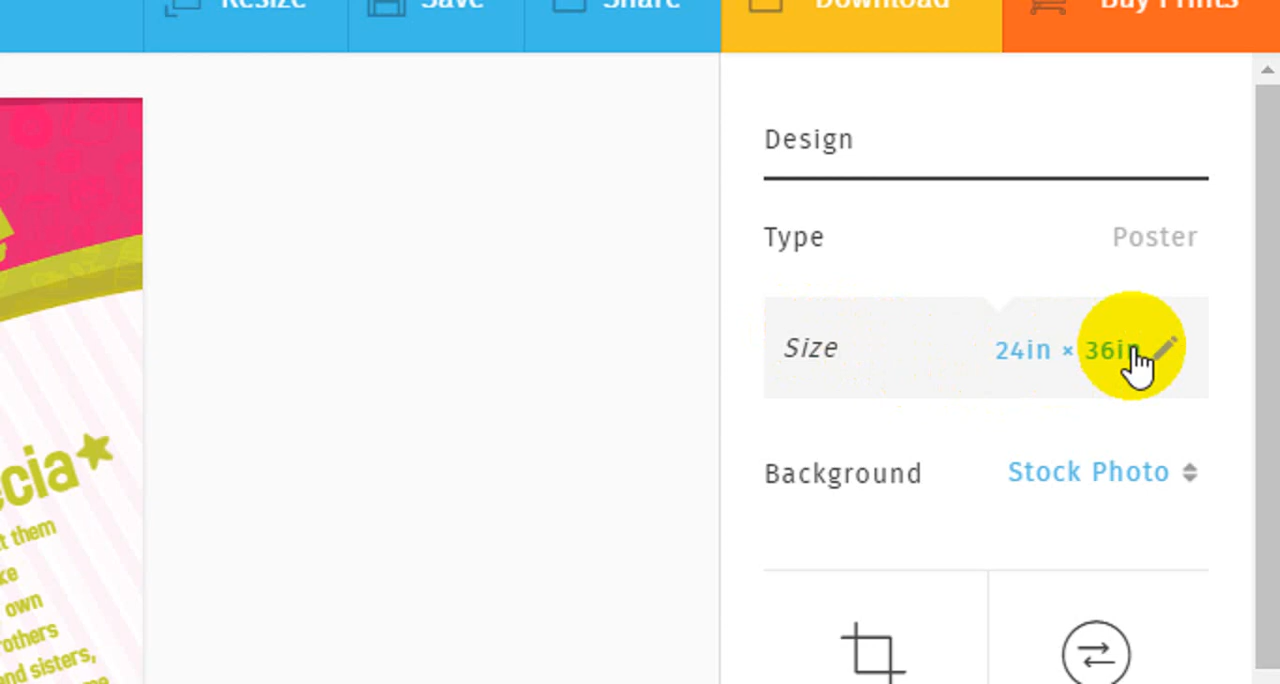 Resize Save Share Download Buy Prints
Design
Type Poster
Size 24in × 36in
Background Stock Photo
cia
t them
ke
own
rothers
nd sisters,